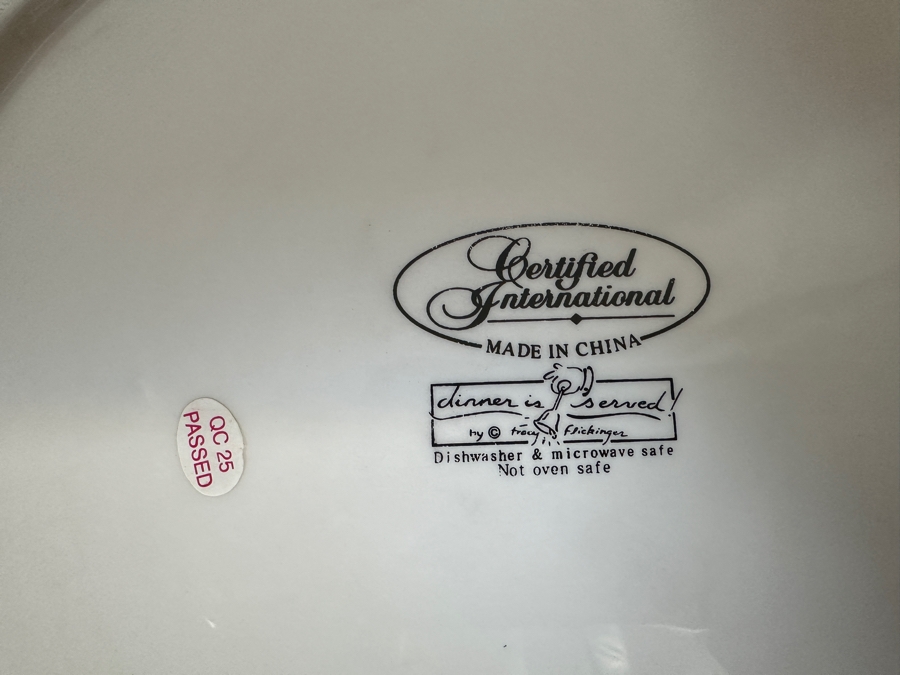 Certified
International
MADE IN CHINA
dinner is served!
by © tracy flickinger
Dishwasher & microwave safe
Not oven safe
QC 25
PASSED